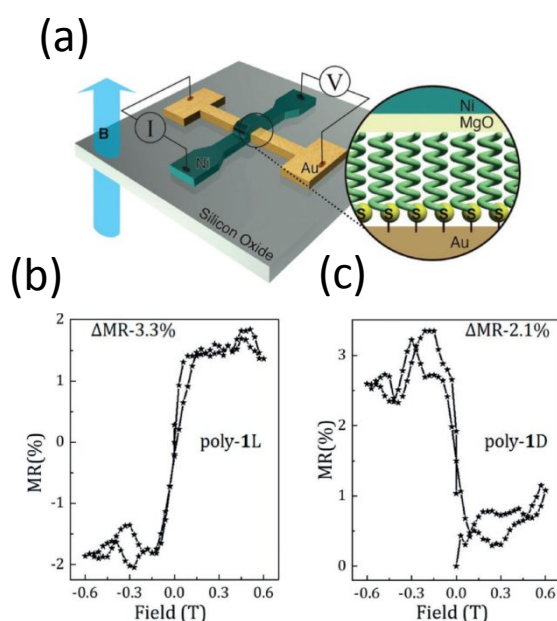 (a)
B
I
V
Ni
Au
Silicon Oxide
Ni
MgO
S S S S S S
Au
(b)
ΔMR-3.3%
poly-1L
MR(%)
2
1
0
-1
-2
-0.6 -0.3 0.0 0.3 0.6
Field (T)
(c)
ΔMR-2.1%
poly-1D
MR(%)
3
2
1
0
-0.6 -0.3 0.0 0.3 0.6
Field (T)